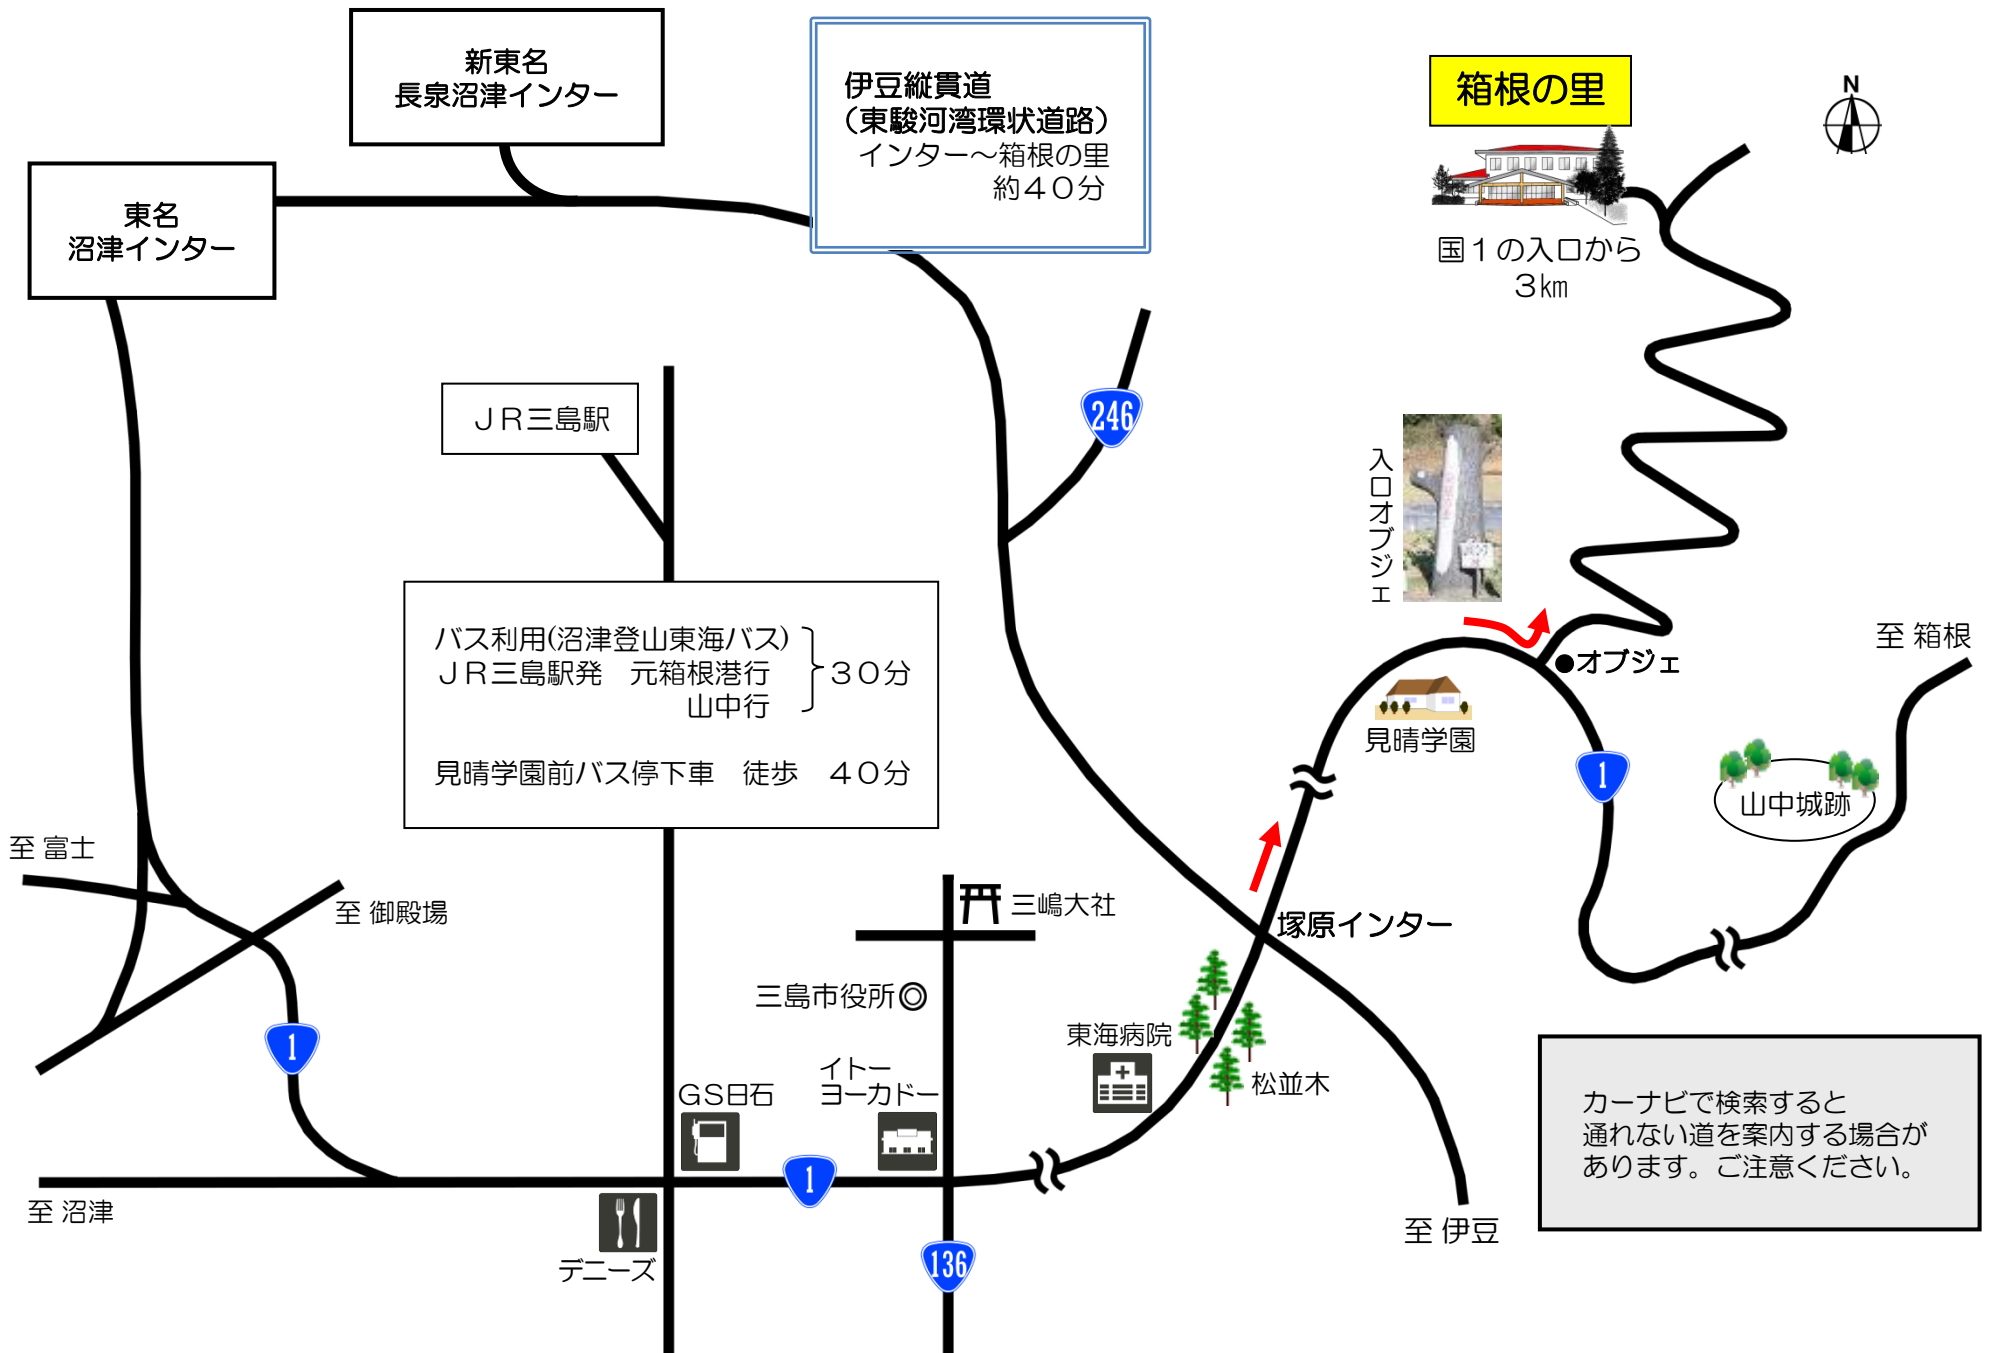 新東名
長泉沼津インター
伊豆縦貫道
(東駿河湾環状道路)
インター～箱根の里
約40分
箱根の里
N
東名
沼津インター
国1の入口から
3㎞
JR三島駅
246
入口オブジェ
バス利用(沼津登山東海バス)
JR三島駅発　元箱根港行
山中行
30分
見晴学園前バス停下車　徒歩　40分
オブジェ
至 箱根
見晴学園
1
山中城跡
至 富士
至 御殿場
三嶋大社
塚原インター
三島市役所
東海病院
1
イトー
ヨーカドー
GS日石
松並木
カーナビで検索すると
通れない道を案内する場合が
あります。ご注意ください。
1
至 沼津
至 伊豆
デニーズ
136